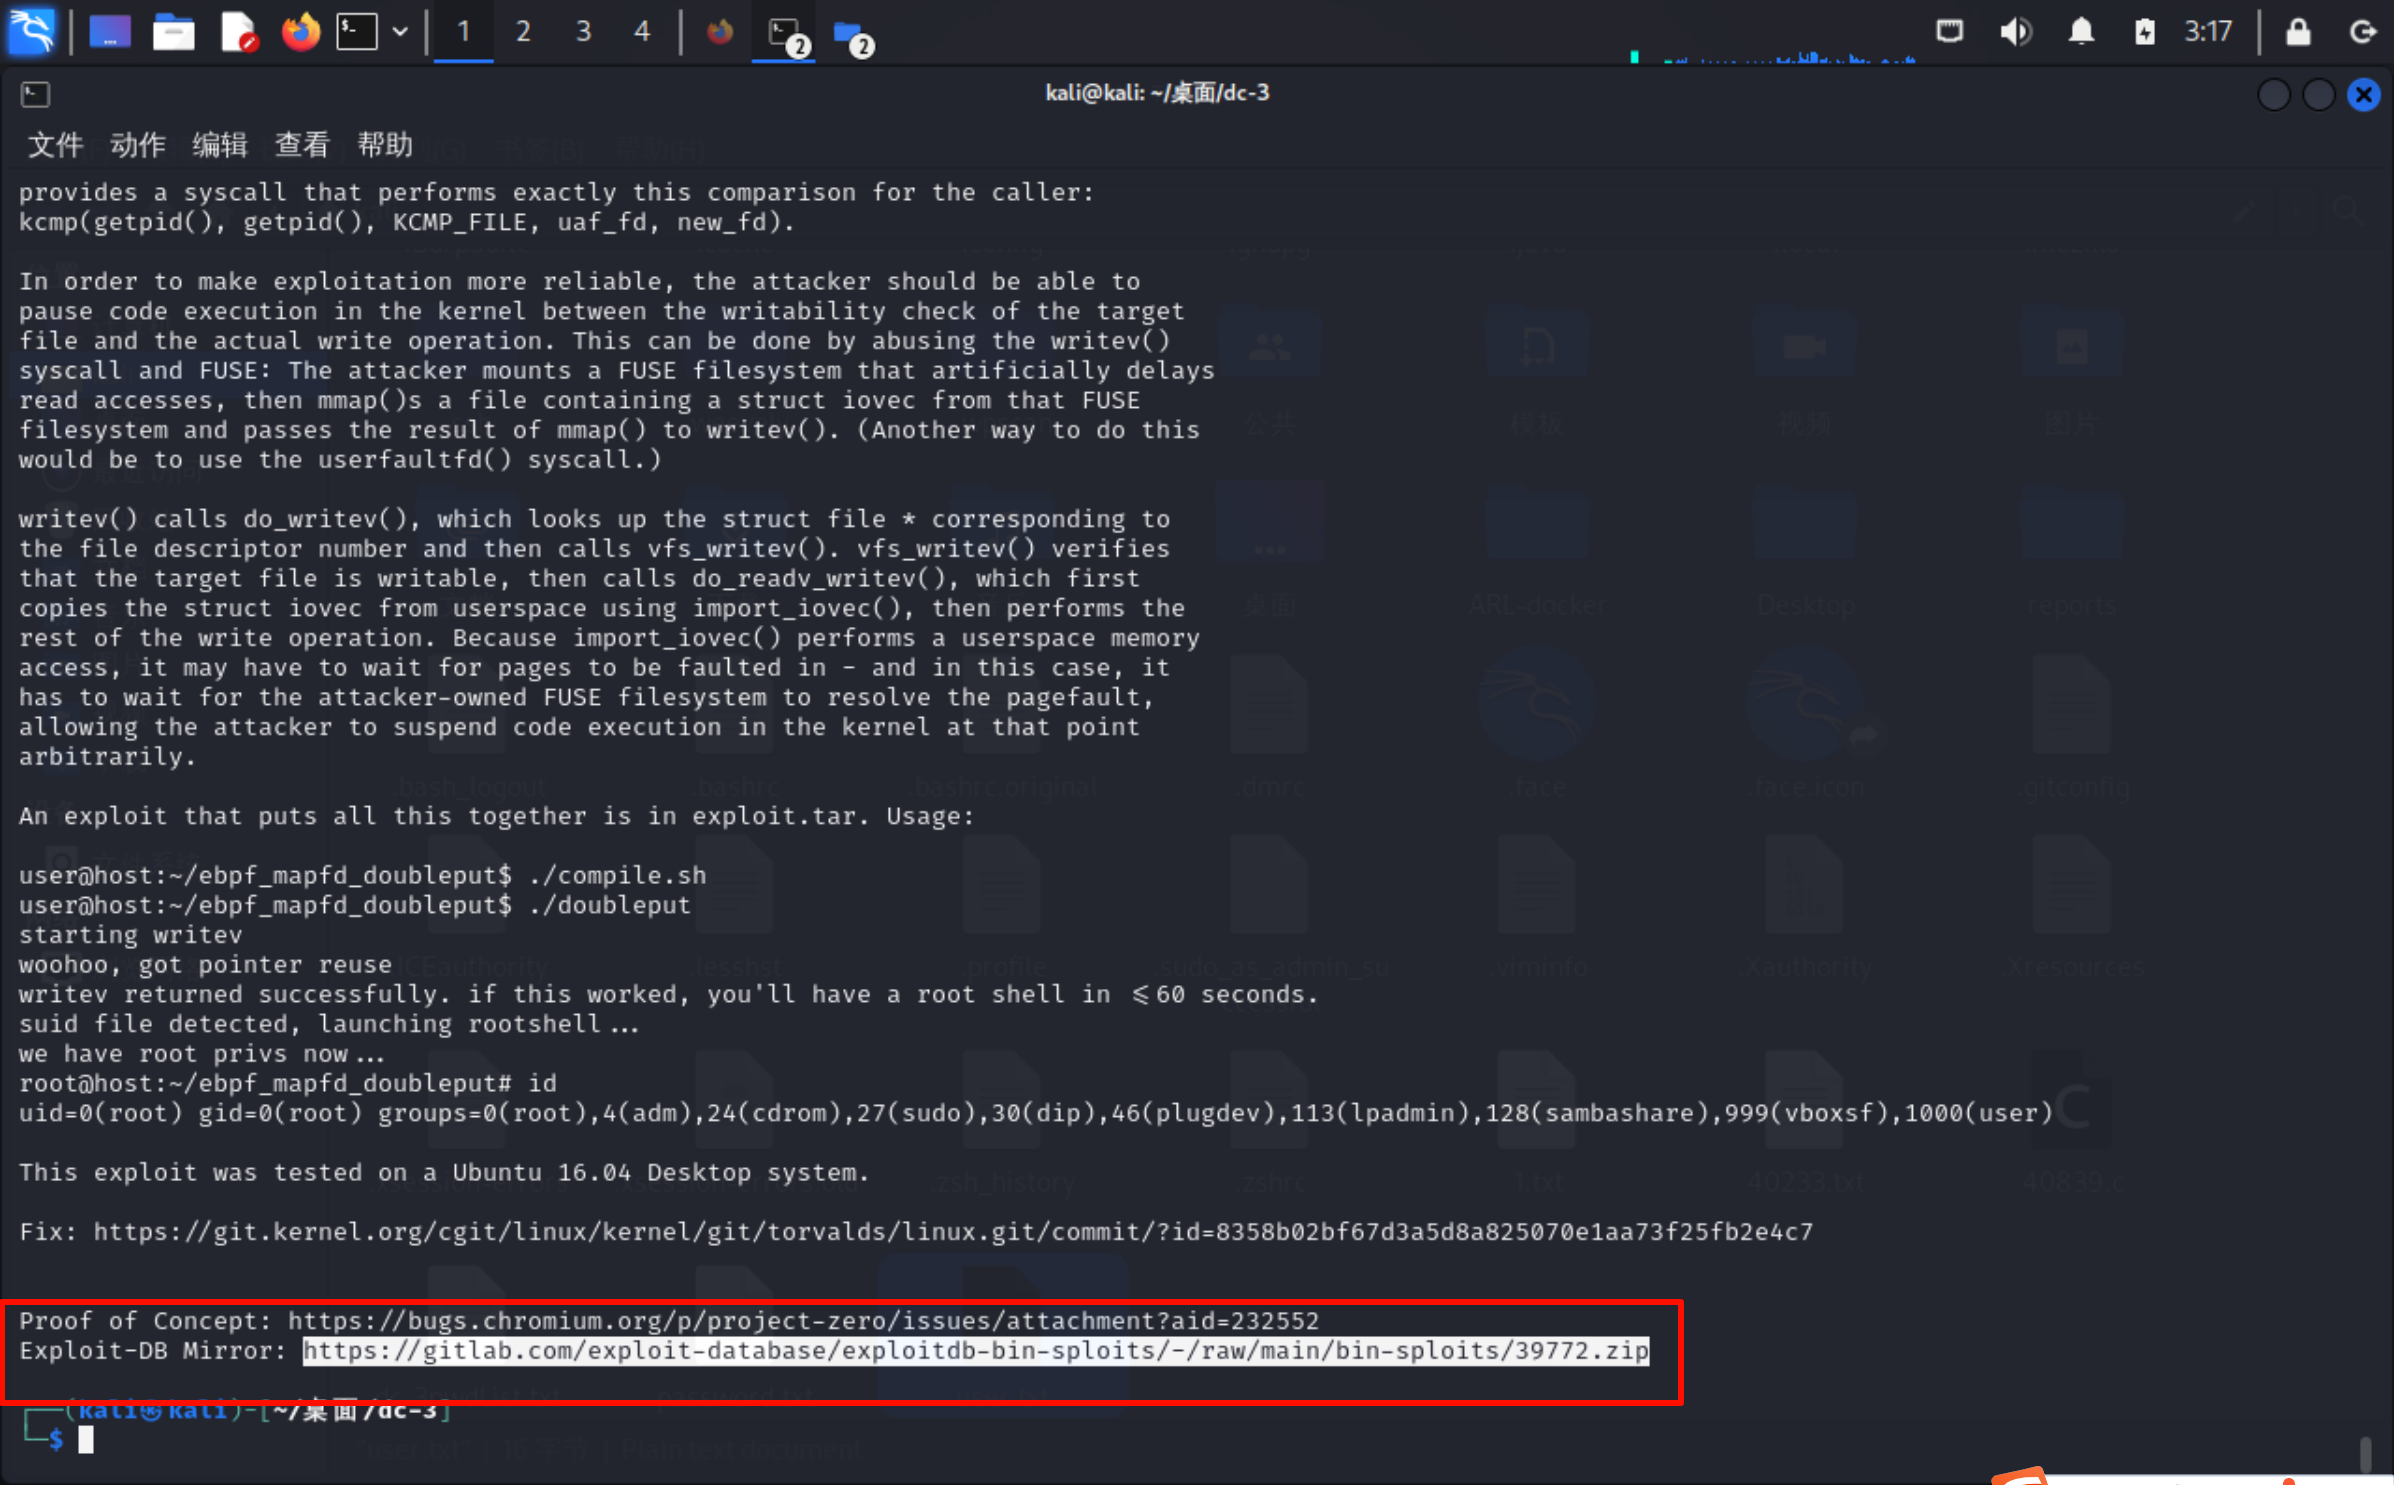 1 2 3 4 2 2 3:17
kali@kali: ~/桌面/dc-3
文件 动作 编辑 查看 帮助
provides a syscall that performs exactly this comparison for the caller:
kcmp(getpid(), getpid(), KCMP_FILE, uaf_fd, new_fd).
In order to make exploitation more reliable, the attacker should be able to
pause code execution in the kernel between the writability check of the target
file and the actual write operation. This can be done by abusing the writev()
syscall and FUSE: The attacker mounts a FUSE filesystem that artificially delays
read accesses, then mmap()s a file containing a struct iovec from that FUSE
filesystem and passes the result of mmap() to writev(). (Another way to do this
would be to use the userfaultfd() syscall.)
writev() calls do_writev(), which looks up the struct file * corresponding to
the file descriptor number and then calls vfs_writev(). vfs_writev() verifies
that the target file is writable, then calls do_readv_writev(), which first
copies the struct iovec from userspace using import_iovec(), then performs the
rest of the write operation. Because import_iovec() performs a userspace memory
access, it may have to wait for pages to be faulted in - and in this case, it
has to wait for the attacker-owned FUSE filesystem to resolve the pagefault,
allowing the attacker to suspend code execution in the kernel at that point
arbitrarily.
An exploit that puts all this together is in exploit.tar. Usage:
user@host:~/ebpf_mapfd_doubleput$ ./compile.sh
user@host:~/ebpf_mapfd_doubleput$ ./doubleput
starting writev
woohoo, got pointer reuse
writev returned successfully. if this worked, you'll have a root shell in <=60 seconds.
suid file detected, launching rootshell...
we have root privs now...
root@host:~/ebpf_mapfd_doubleput# id
uid=0(root) gid=0(root) groups=0(root),4(adm),24(cdrom),27(sudo),30(dip),46(plugdev),113(lpadmin),128(sambashare),999(vboxsf),1000(user)
This exploit was tested on a Ubuntu 16.04 Desktop system.
Fix: https://git.kernel.org/cgit/linux/kernel/git/torvalds/linux.git/commit/?id=8358b02bf67d3a5d8a825070e1aa73f25fb2e4c7
Proof of Concept: https://bugs.chromium.org/p/project-zero/issues/attachment?aid=232552
Exploit-DB Mirror: https://gitlab.com/exploit-database/exploitdb-bin-sploits/-/raw/main/bin-sploits/39772.zip
┌──(kali㉿kali)-[~/桌面/dc-3]
└─$